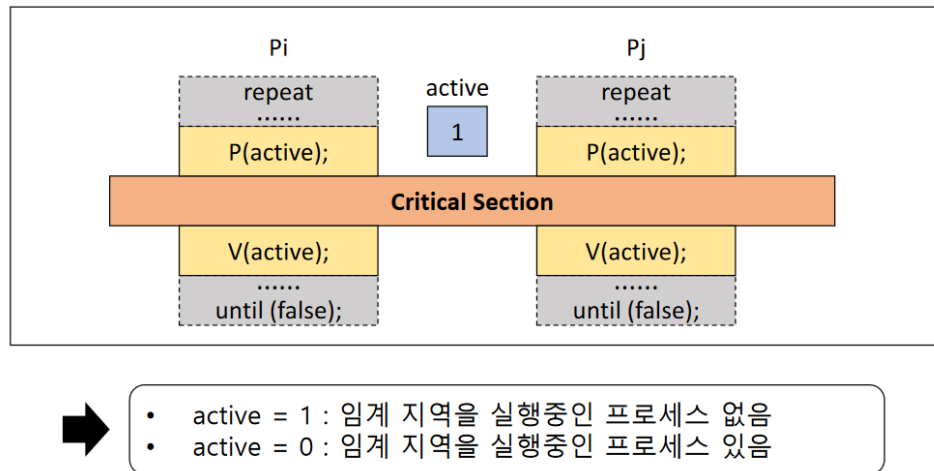 Pi
Pj
repeat
......
active
repeat
......
P(active);
1
P(active);
Critical Section
V(active);
V(active);
......
until (false);
......
until (false);
• active = 1 : 임계 지역을 실행중인 프로세스 없음
• active = 0 : 임계 지역을 실행중인 프로세스 있음